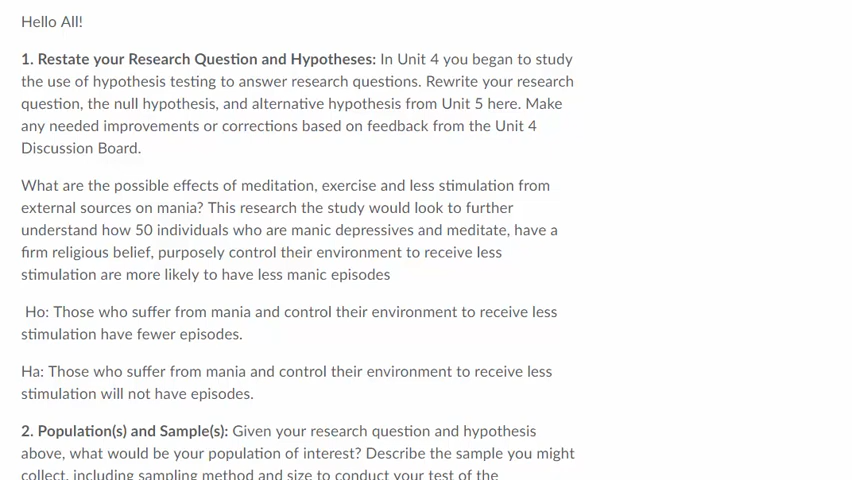 Hello All!
1. Restate your Research Question and Hypotheses: In Unit 4 you began to study
the use of hypothesis testing to answer research questions. Rewrite your research
question, the null hypothesis, and alternative hypothesis from Unit 5 here. Make
any needed improvements or corrections based on feedback from the Unit 4
Discussion Board.
What are the possible effects of meditation, exercise and less stimulation from
external sources on mania? This research the study would look to further
understand how 50 individuals who are manic depressives and meditate, have a
firm religious belief, purposely control their environment to receive less
stimulation are more likely to have less manic episodes
Ho: Those who suffer from mania and control their environment to receive less
stimulation have fewer episodes.
Ha: Those who suffer from mania and control their environment to receive less
stimulation will not have episodes.
2. Population(s) and Sample(s): Given your research question and hypothesis
above, what would be your population of interest? Describe the sample you might
collect, including sampling method and size to conduct your test of the